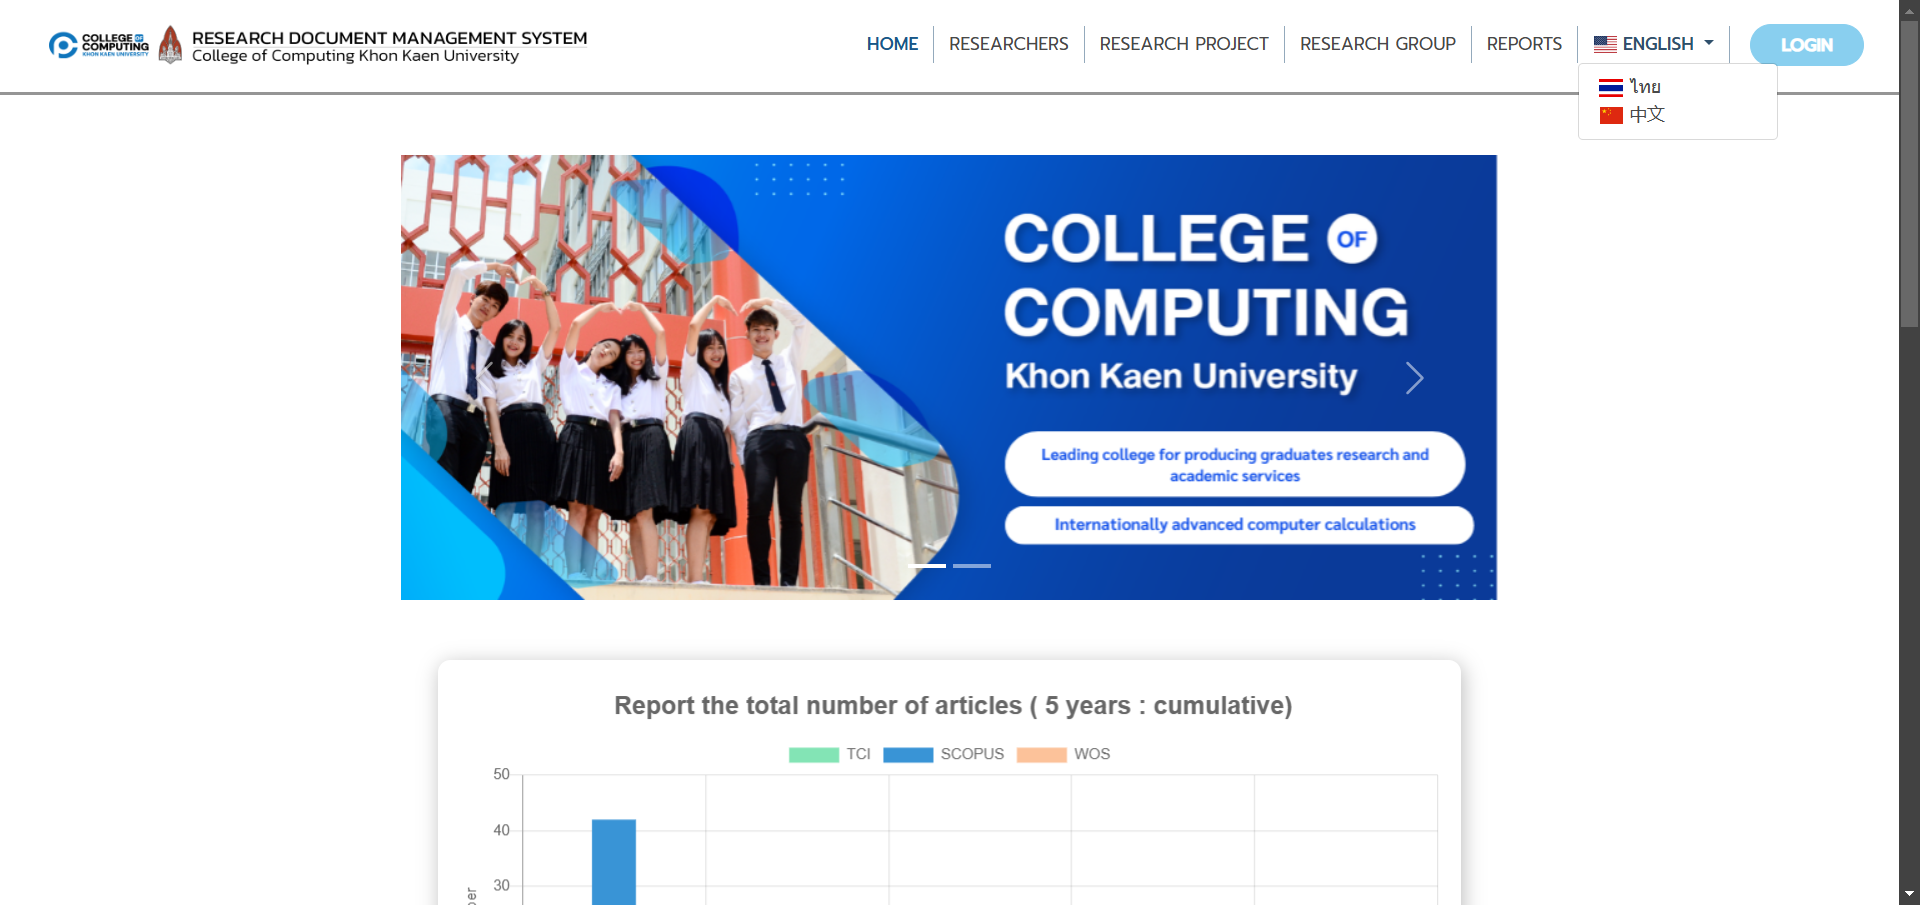 COLLEGE OF
COMPUTING
KHON KAEN UNIVERSITY
RESEARCH DOCUMENT MANAGEMENT SYSTEM
College of Computing Khon Kaen University
HOME
RESEARCHERS
RESEARCH PROJECT
RESEARCH GROUP
REPORTS
ENGLISH
LOGIN
ไทย
中文
COLLEGE OF
COMPUTING
Khon Kaen University
Leading college for producing graduates research and
academic services
Internationally advanced computer calculations
Report the total number of articles ( 5 years : cumulative)
TCI SCOPUS WOS
50
40
30